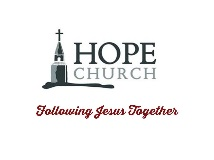 HOPE
CHURCH
Following Jesus Together